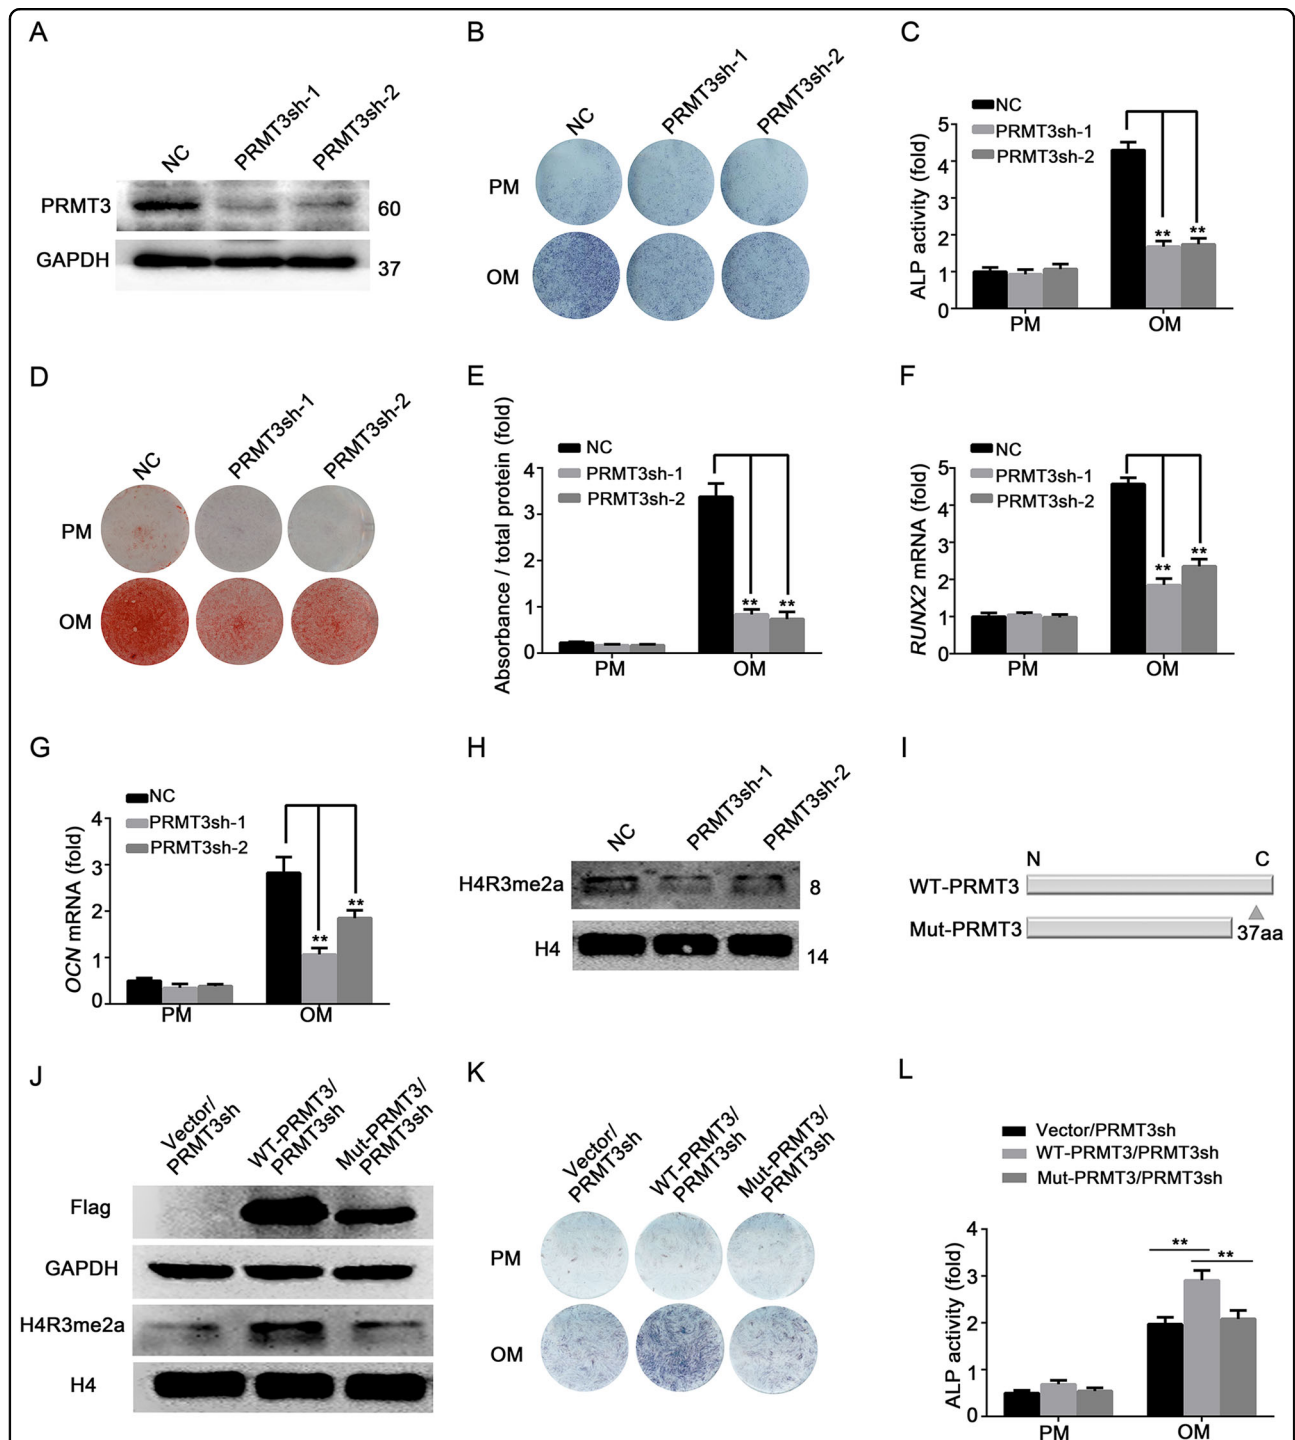 A
NC
PRMT3sh-1
PRMT3sh-2
PRMT3
60
GAPDH
37
B
NC
PRMT3sh-1
PRMT3sh-2
PM
OM
C
NC
PRMT3sh-1
PRMT3sh-2
ALP activity (fold)
5
4
3
2
1
0
** **
PM OM
D
NC
PRMT3sh-1
PRMT3sh-2
PM
OM
E
NC
PRMT3sh-1
PRMT3sh-2
Absorbance / total protein (fold)
4
3
2
1
0
** **
PM OM
F
NC
PRMT3sh-1
PRMT3sh-2
RUNX2 mRNA (fold)
5
4
3
2
1
0
** **
PM OM
G
NC
PRMT3sh-1
PRMT3sh-2
OCN mRNA (fold)
4
3
2
1
0
** **
PM OM
H
NC
PRMT3sh-1
PRMT3sh-2
H4R3me2a
8
H4
14
I
N C
WT-PRMT3
Mut-PRMT3
37aa
J
Vector/
PRMT3sh
WT-PRMT3/
PRMT3sh
Mut-PRMT3/
PRMT3sh
Flag
GAPDH
H4R3me2a
H4
K
Vector/
PRMT3sh
WT-PRMT3/
PRMT3sh
Mut-PRMT3/
PRMT3sh
PM
OM
L
Vector/PRMT3sh
WT-PRMT3/PRMT3sh
Mut-PRMT3/PRMT3sh
ALP activity (fold)
4
3
2
1
0
** **
PM OM